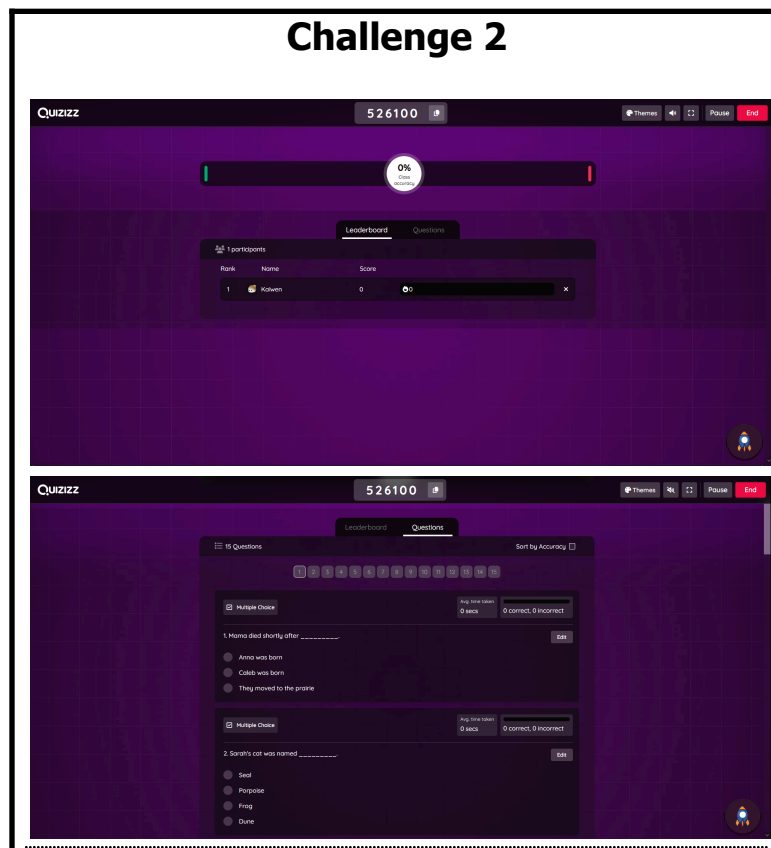 Challenge 2
Quizizz
526100
Themes
Pause
End
0%
Class
accuracy
Leaderboard
Questions
1 participants
Rank
Name
Score
1
Kaiwen
0
0
Quizizz
526100
Themes
Pause
End
Leaderboard
Questions
15 Questions
Sort by Accuracy
1 2 3 4 5 6 7 8 9 10 11 12 13 14 15
Multiple Choice
Avg. time taken
0 secs
0 correct, 0 incorrect
1. Mama died shortly after _________.
Edit
Anna was born
Caleb was born
They moved to the prairie
Multiple Choice
Avg. time taken
0 secs
0 correct, 0 incorrect
2. Sarah's cat was named _________.
Edit
Seal
Porpoise
Frog
Dune